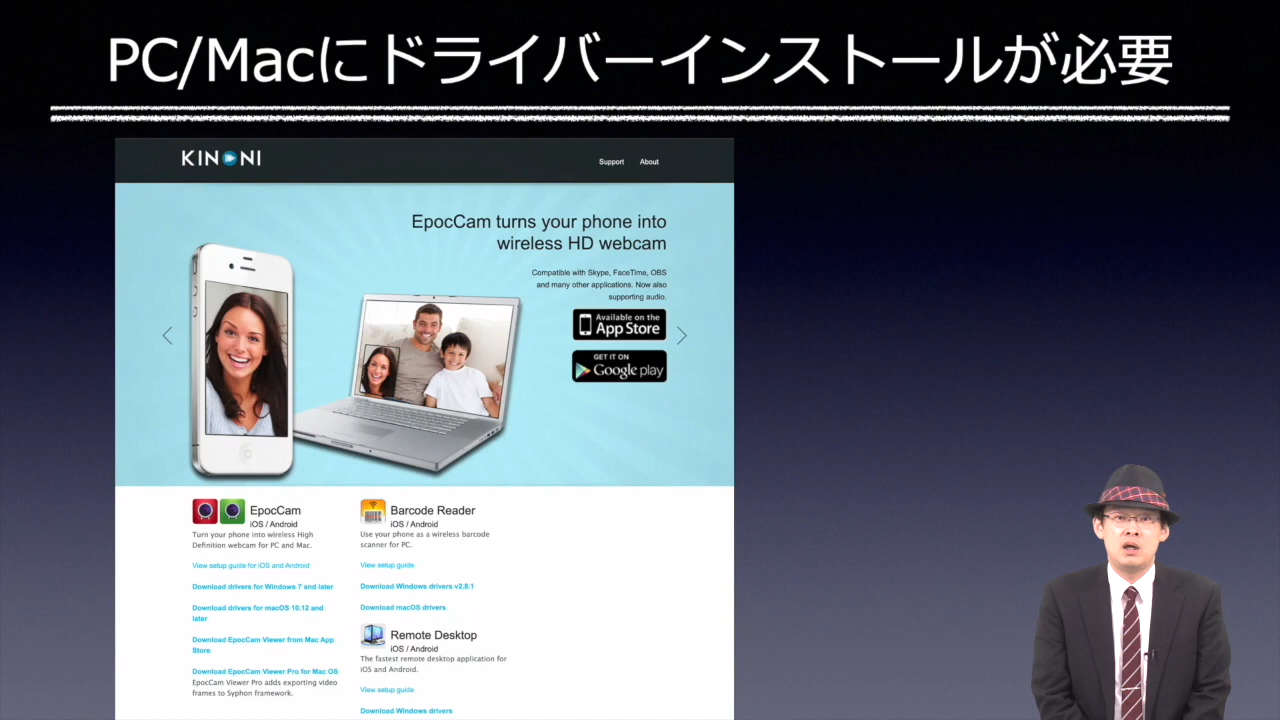 PC/Macにドライバーインストールが必要
KINONI
Support
About
EpocCam turns your phone into
wireless HD webcam
Compatible with Skype, FaceTime, OBS
and many other applications. Now also
supporting audio.
Available on the
App Store
GET IT ON
Google play
EpocCam
iOS / Android
Turn your phone into wireless High
Definition webcam for PC and Mac.
View setup guide for iOS and Android
Download drivers for Windows 7 and later
Download drivers for macOS 10.12 and
later
Download EpocCam Viewer from Mac App
Store
Download EpocCam Viewer Pro for Mac OS
EpocCam Viewer Pro adds exporting video
frames to Syphon framework.
Barcode Reader
iOS / Android
Use your phone as a wireless barcode
scanner for PC.
View setup guide
Download Windows drivers v2.8.1
Download macOS drivers
Remote Desktop
iOS / Android
The fastest remote desktop application for
iOS and Android.
View setup guide
Download Windows drivers